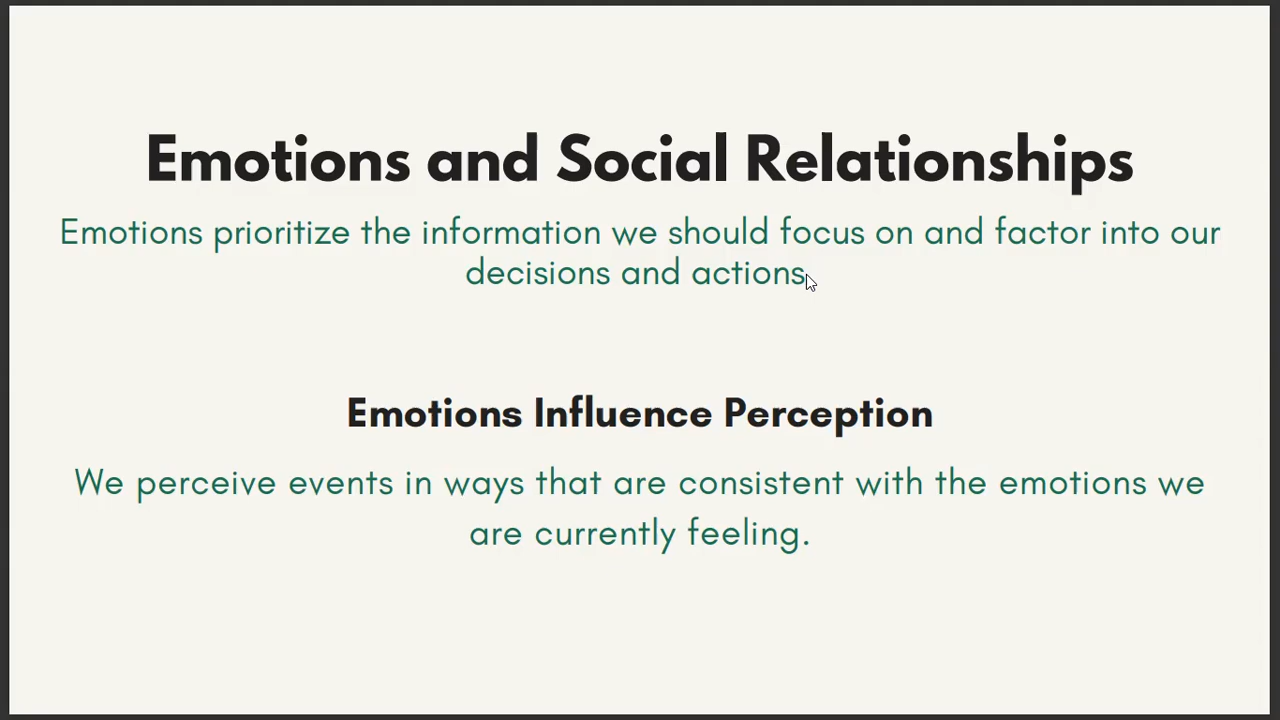 Emotions and Social Relationships
Emotions prioritize the information we should focus on and factor into our
decisions and actions.
Emotions Influence Perception
We perceive events in ways that are consistent with the emotions we
are currently feeling.